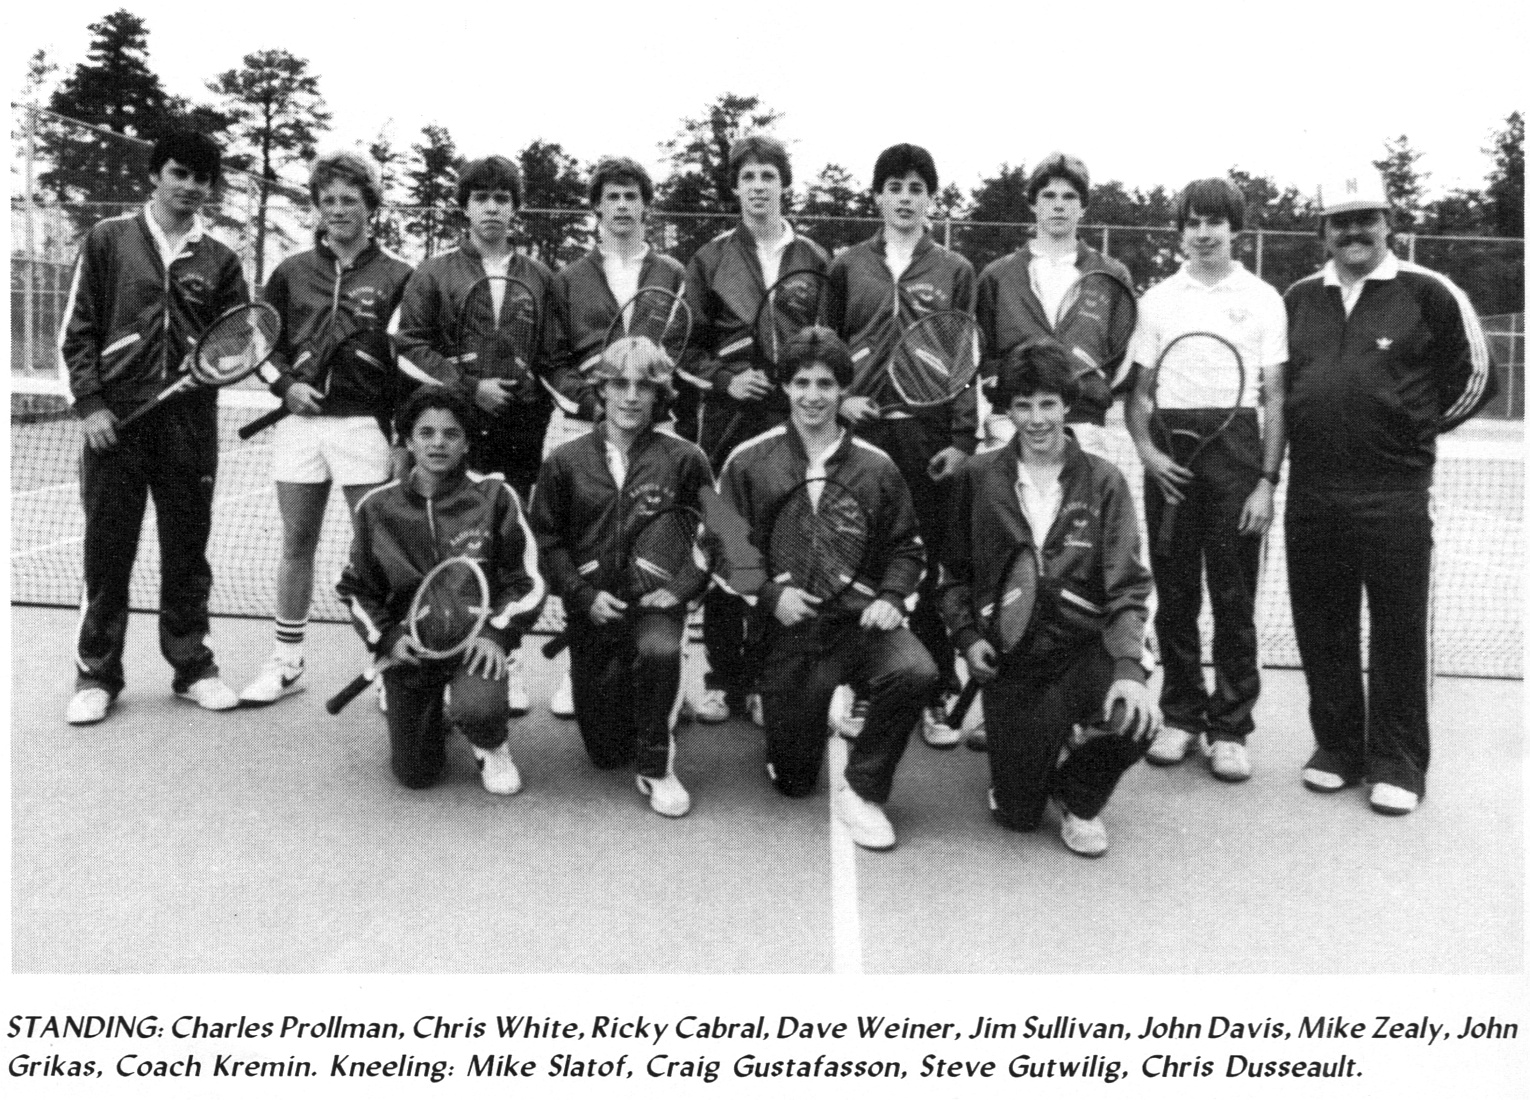 N
STANDING: Charles Prollman, Chris White, Ricky Cabral, Dave Weiner, Jim Sullivan, John Davis, Mike Zealy, John
Grikas, Coach Kremin. Kneeling: Mike Slatof, Craig Gustafasson, Steve Gutwilig, Chris Dusseault.